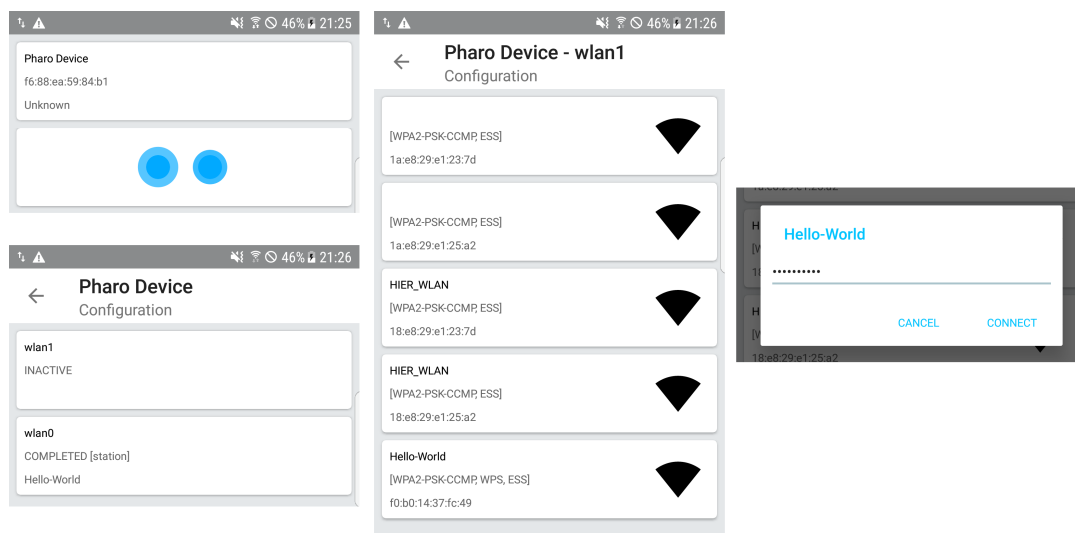 46% 21:25
Pharo Device
f6:88:ea:59:84:b1
Unknown
46% 21:26
Pharo Device
Configuration
wlan1
INACTIVE
wlan0
COMPLETED [station]
Hello-World
46% 21:26
Pharo Device - wlan1
Configuration
[WPA2-PSK-CCMP, ESS]
1a:e8:29:e1:23:7d
[WPA2-PSK-CCMP, ESS]
1a:e8:29:e1:25:a2
HIER_WLAN
[WPA2-PSK-CCMP, ESS]
18:e8:29:e1:23:7d
HIER_WLAN
[WPA2-PSK-CCMP, ESS]
18:e8:29:e1:25:a2
Hello-World
[WPA2-PSK-CCMP, WPS, ESS]
f0:b0:14:37:fc:49
Hello-World
••••••••••
CANCEL CONNECT
18:e8:29:e1:25:a2